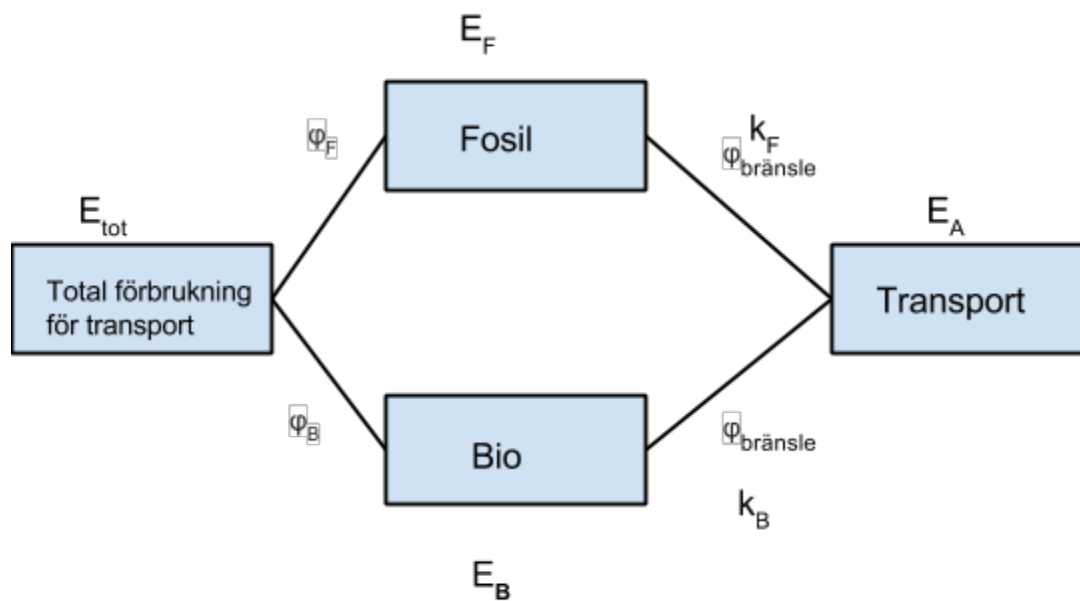 E_F
φ_F
Fosil
k_F
φ_bränsle
E_tot
Total förbrukning
för transport
E_A
Transport
φ_B
Bio
φ_bränsle
k_B
E_B